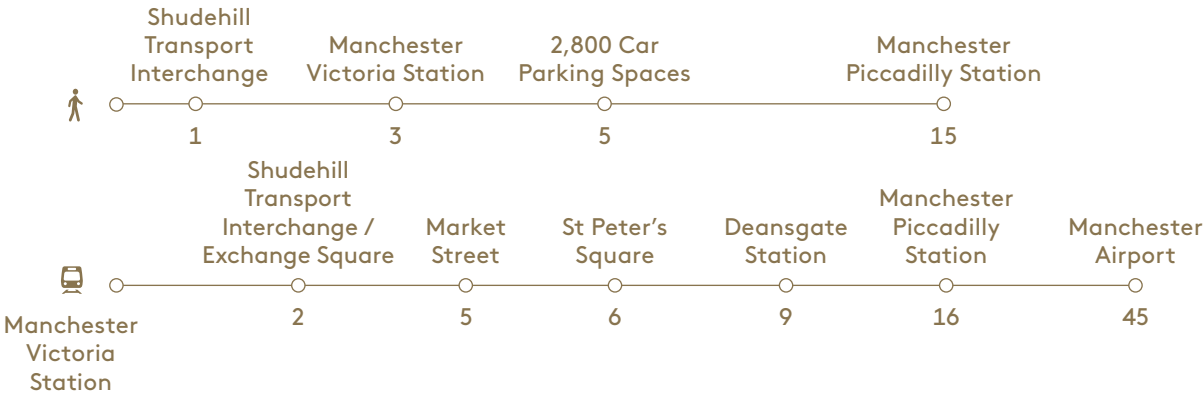 Shudehill
Transport
Interchange
Manchester
Victoria Station
2,800 Car
Parking Spaces
Manchester
Piccadilly Station
1
3
5
15
Shudehill
Transport
Interchange /
Exchange Square
Market
Street
St Peter's
Square
Deansgate
Station
Manchester
Piccadilly
Station
Manchester
Airport
Manchester
Victoria
Station
2
5
6
9
16
45